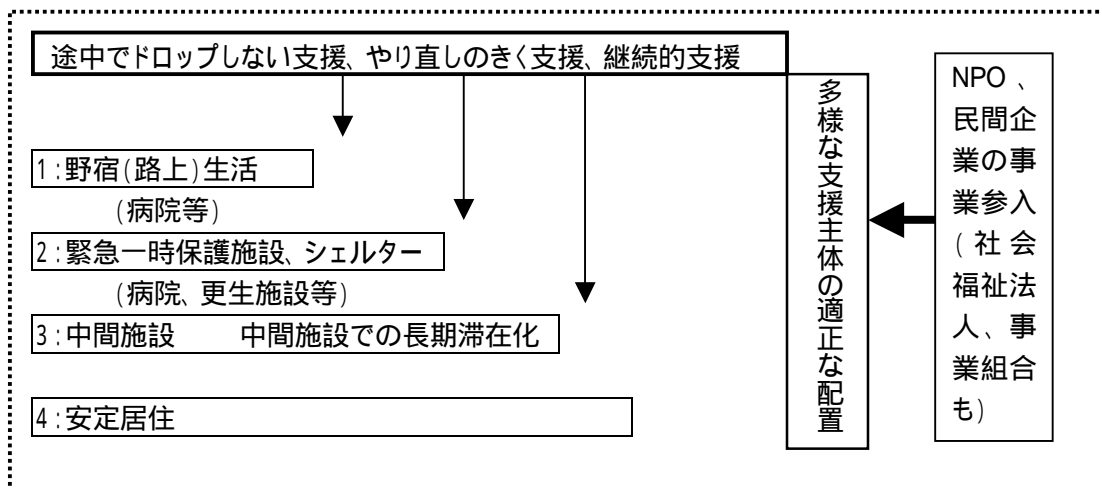 途中でドロップしない支援、やり直しのきく支援、継続的支援
1:野宿(路上)生活
(病院等)
2:緊急一時保護施設、シェルター
(病院、更生施設等)
3:中間施設　　中間施設での長期滞在化
4:安定居住
多様な支援主体の適正な配置
NPO、
民間企
業の事
業参入
(社会
福祉法
人、事
業組合
も)